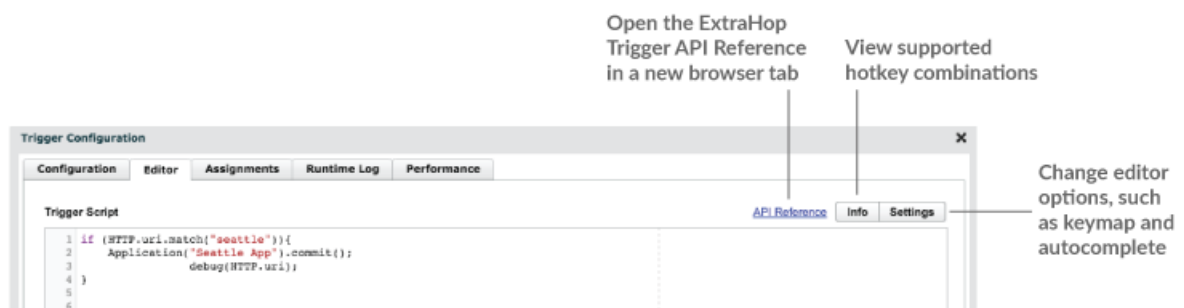 Open the ExtraHop
Trigger API Reference
in a new browser tab
View supported
hotkey combinations
Trigger Configuration
Configuration Editor Assignments Runtime Log Performance
Change editor
options, such
as keymap and
autocomplete
Trigger Script API Reference Info Settings
1 if (HTTP.uri.match("seattle")){
2 Application("Seattle App").commit();
3 debug(HTTP.uri);
4 }
5
6